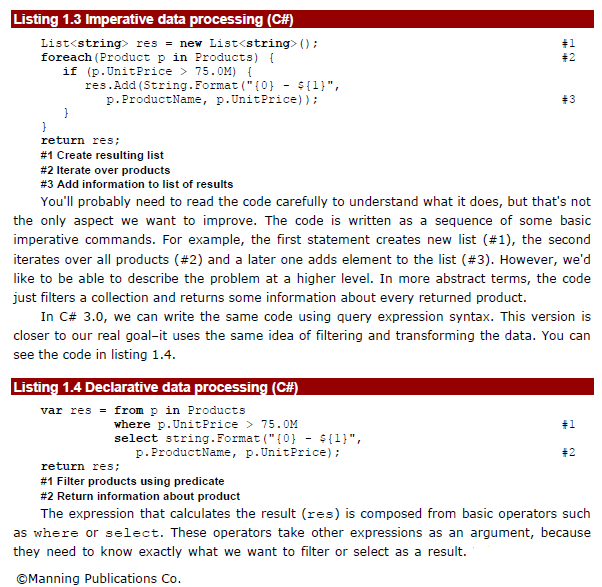 Listing 1.3 Imperative data processing (C#)
List<string> res = new List<string>(); #1
foreach(Product p in Products) { #2
if (p.UnitPrice > 75.0M) {
res.Add(String.Format("{0} - ${1}",
p.ProductName, p.UnitPrice)); #3
}
}
return res;
#1 Create resulting list
#2 Iterate over products
#3 Add information to list of results
You'll probably need to read the code carefully to understand what it does, but that's not
the only aspect we want to improve. The code is written as a sequence of some basic
imperative commands. For example, the first statement creates new list (#1), the second
iterates over all products (#2) and a later one adds element to the list (#3). However, we'd
like to be able to describe the problem at a higher level. In more abstract terms, the code
just filters a collection and returns some information about every returned product.
In C# 3.0, we can write the same code using query expression syntax. This version is
closer to our real goal–it uses the same idea of filtering and transforming the data. You can
see the code in listing 1.4.
Listing 1.4 Declarative data processing (C#)
var res = from p in Products
where p.UnitPrice > 75.0M #1
select string.Format("{0} - ${1}",
p.ProductName, p.UnitPrice); #2
return res;
#1 Filter products using predicate
#2 Return information about product
The expression that calculates the result (res) is composed from basic operators such
as where or select. These operators take other expressions as an argument, because
they need to know exactly what we want to filter or select as a result.
©Manning Publications Co.